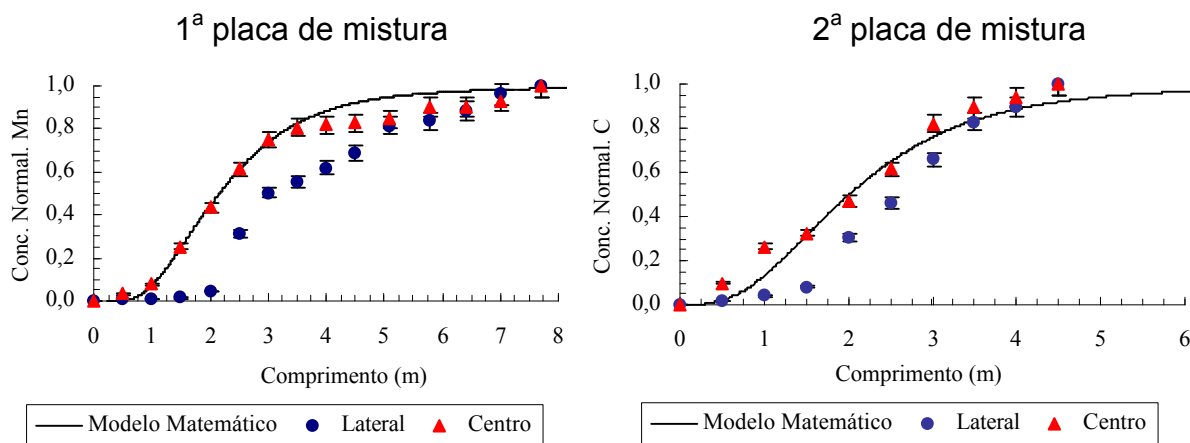 1ª placa de mistura
Conc. Normal. Mn
1,0
0,8
0,6
0,4
0,2
0,0
0 1 2 3 4 5 6 7 8
Comprimento (m)
Modelo Matemático Lateral Centro
2ª placa de mistura
Conc. Normal. C
1,0
0,8
0,6
0,4
0,2
0,0
0 1 2 3 4 5 6
Comprimento (m)
Modelo Matemático Lateral Centro